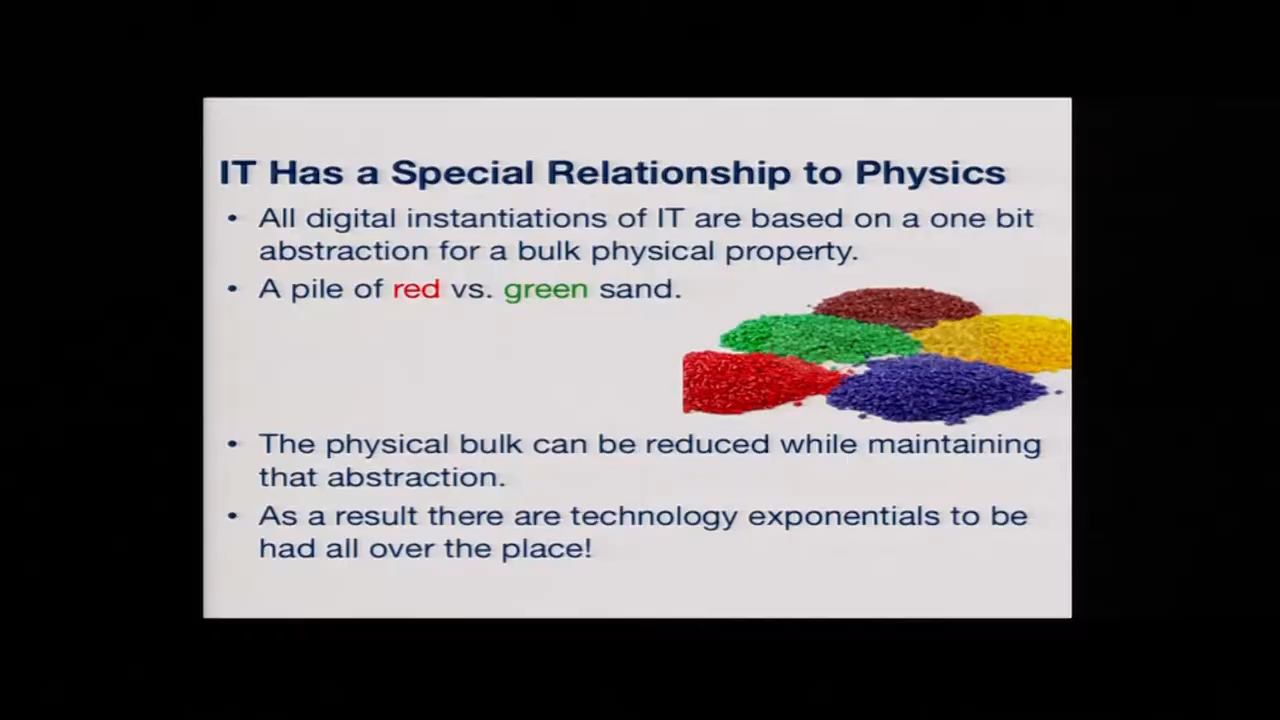 IT Has a Special Relationship to Physics
• All digital instantiations of IT are based on a one bit
abstraction for a bulk physical property.
• A pile of red vs. green sand.
• The physical bulk can be reduced while maintaining
that abstraction.
• As a result there are technology exponentials to be
had all over the place!